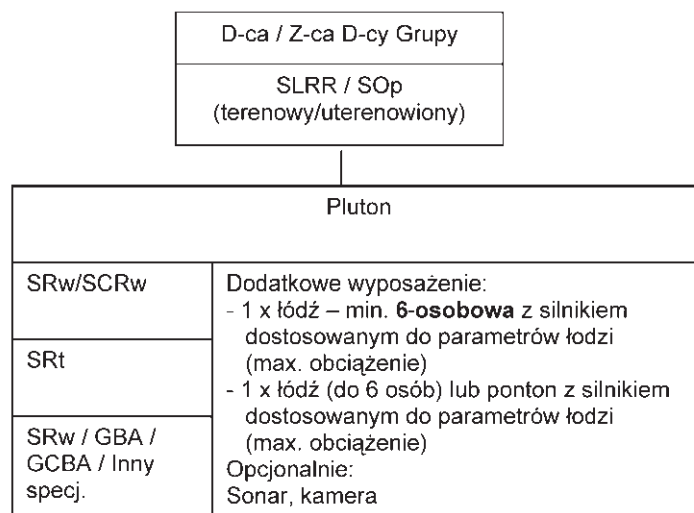 D-ca / Z-ca D-cy Grupy
SLRR / SOp
(terenowy/uterenowiony)
Pluton
SRw/SCRw
SRt
SRw / GBA /
GCBA / Inny
specj.
Dodatkowe wyposażenie:
- 1 x łódź – min. 6-osobowa z silnikiem
dostosowanym do parametrów łodzi
(max. obciążenie)
- 1 x łódź (do 6 osób) lub ponton z silnikiem
dostosowanym do parametrów łodzi
(max. obciążenie)
Opcjonalnie:
Sonar, kamera